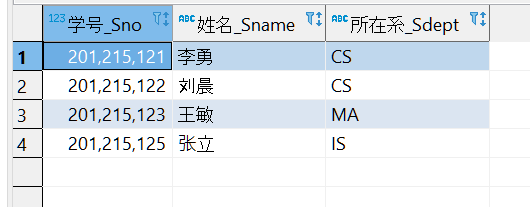 123 学号_Sno ABC 姓名_Sname ABC 所在系_Sdept
1 201,215,121 李勇 CS
2 201,215,122 刘晨 CS
3 201,215,123 王敏 MA
4 201,215,125 张立 IS